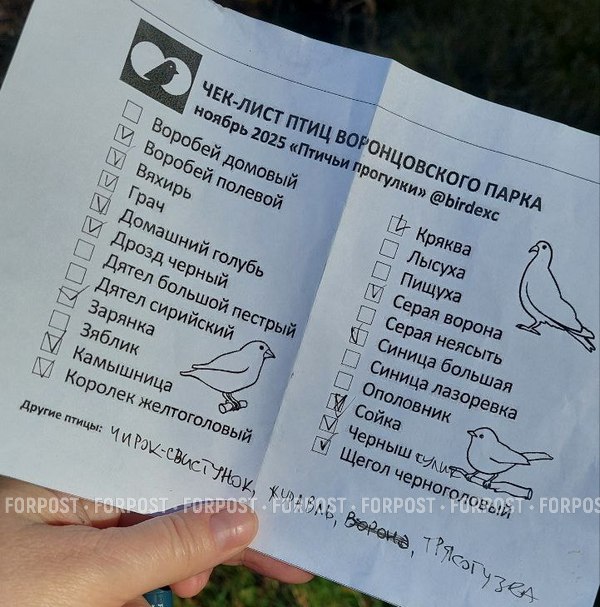 ЧЕК-ЛИСТ ПТИЦ ВОРОНЦОВСКОГО ПАРКА
ноябрь 2025 «Птичьи прогулки» @birdexc
Воробей домовый
Воробей полевой
Вяхирь
Грач
Домашний голубь
Дрозд черный
Дятел большой пестрый
Дятел сирийский
Зарянка
Зяблик
Камышница
Королек желтоголовый
Кряква
Лысуха
Пищуха
Серая ворона
Серая неясыть
Синица большая
Синица лазоревка
Ополовник
Сойка
Черныш
Щегол черноголовый
Другие птицы: ЧИРОК-СВИСТУНОК, ЖУРАВЛЬ, ВОРОНА, ТРЯСОГУЗКА
FORPOST • FORPOST • FORPOST • FORPOST • FORPOST • FORPOST • FORPOST